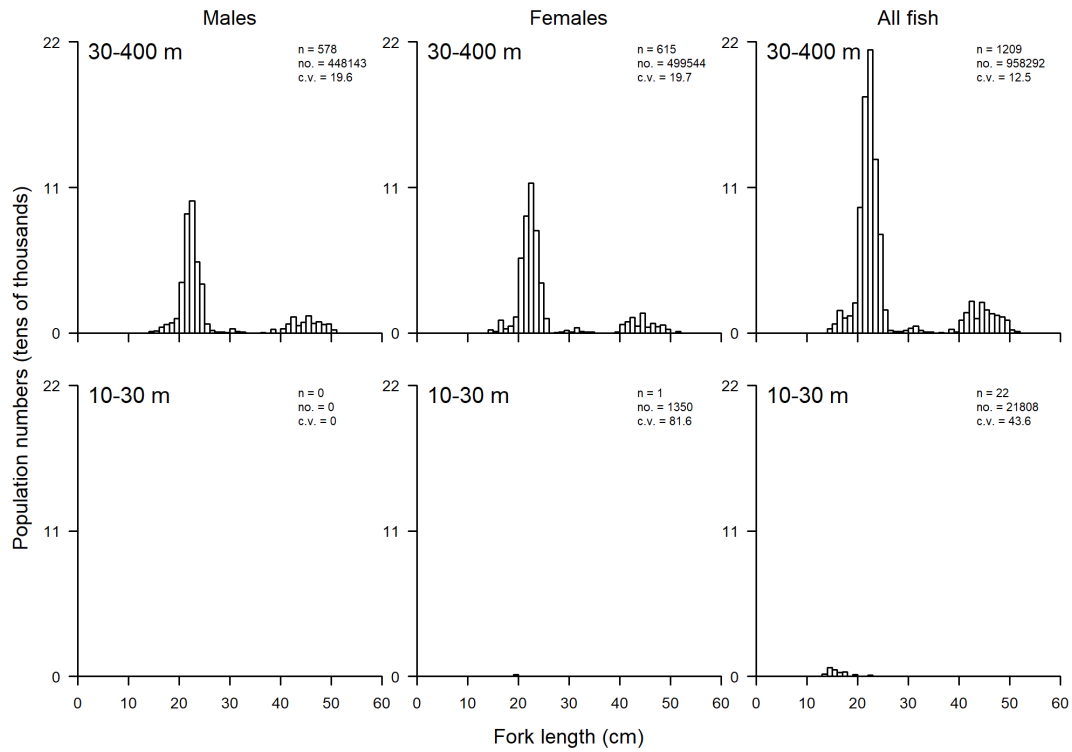 Males
Females
All fish
Population numbers (tens of thousands)
22
11
0
30-400 m
n = 578
no. = 448143
c.v. = 19.6
22
11
0
30-400 m
n = 615
no. = 499544
c.v. = 19.7
22
11
0
30-400 m
n = 1209
no. = 958292
c.v. = 12.5
22
11
0
10-30 m
n = 0
no. = 0
c.v. = 0
0 10 20 30 40 50 60
22
11
0
10-30 m
n = 1
no. = 1350
c.v. = 81.6
0 10 20 30 40 50 60
22
11
0
10-30 m
n = 22
no. = 21808
c.v. = 43.6
0 10 20 30 40 50 60
Fork length (cm)